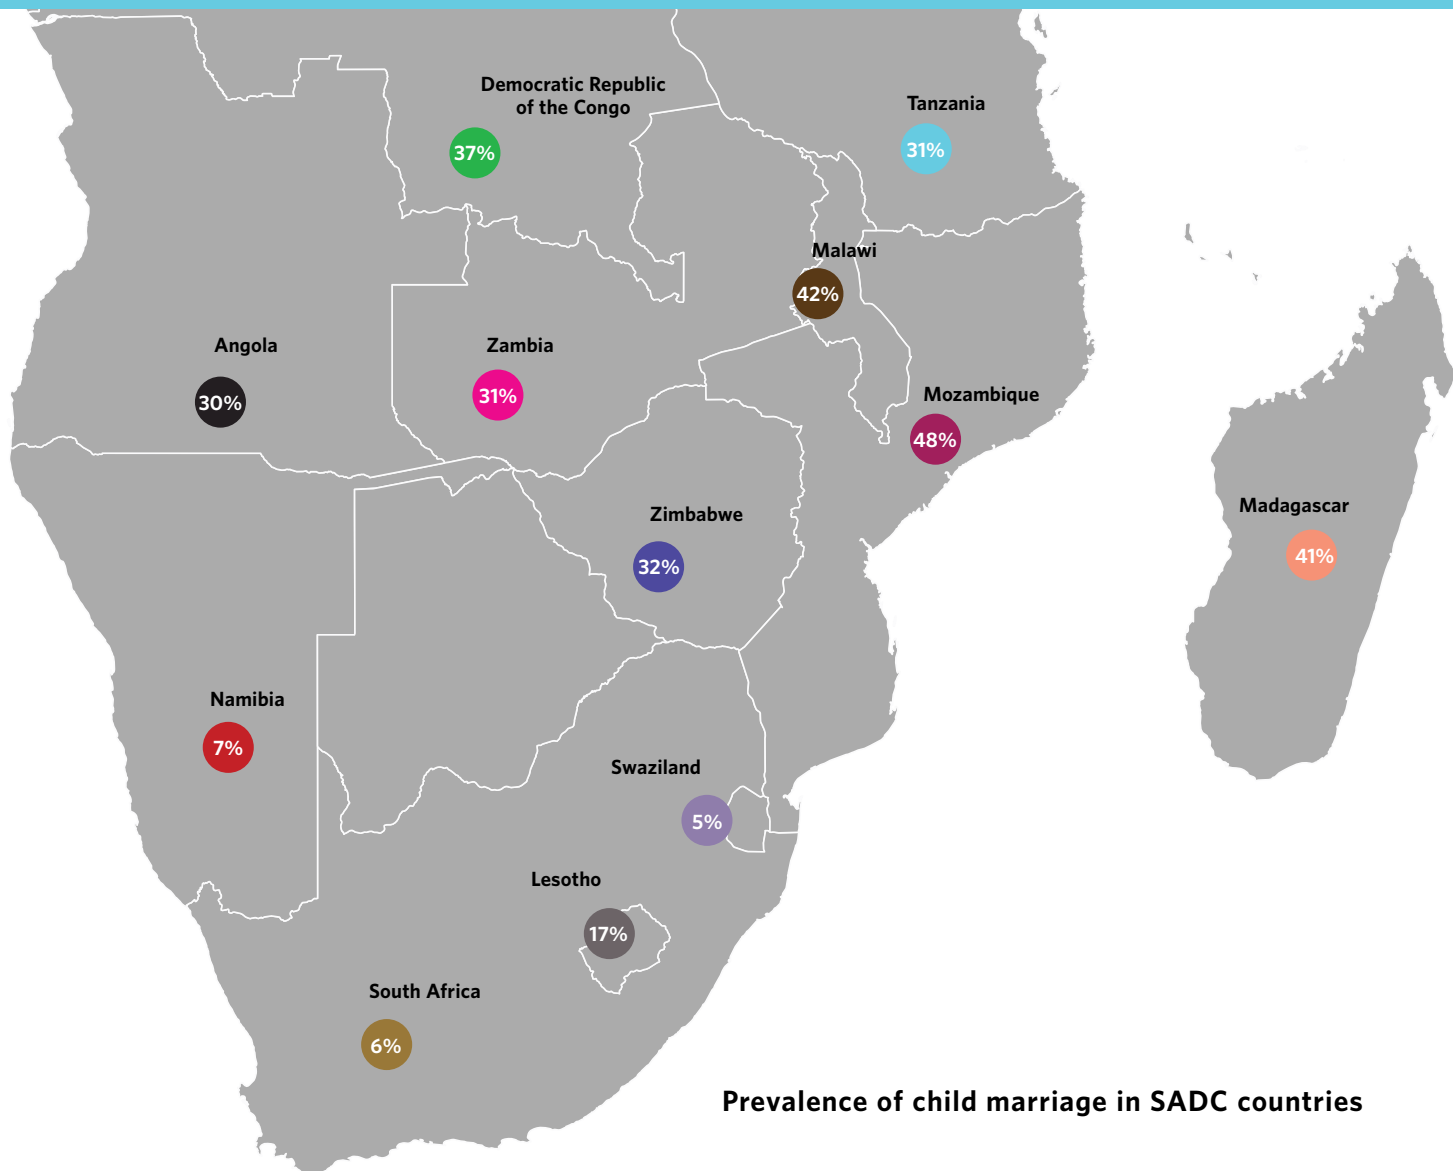 Democratic Republic
of the Congo
37%
Tanzania
31%
Malawi
42%
Angola
30%
Zambia
31%
Mozambique
48%
Madagascar
41%
Zimbabwe
32%
Namibia
7%
Swaziland
5%
Lesotho
17%
South Africa
6%
Prevalence of child marriage in SADC countries